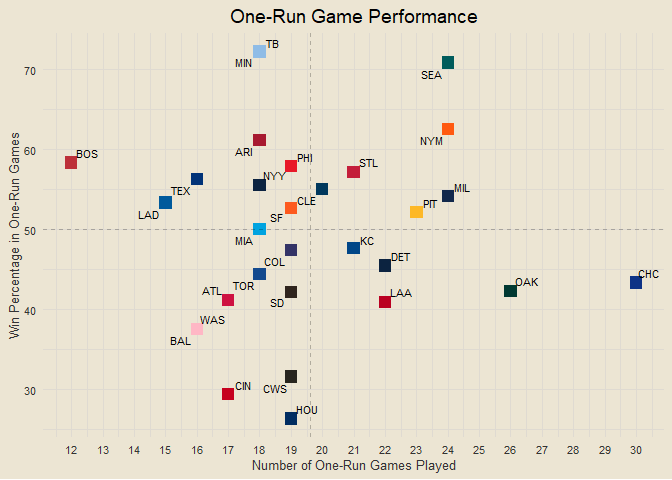 One-Run Game Performance
TB
MIN
SEA
NYM
ARI
BOS
PHI
STL
NYY
TEX
MIL
CLE
LAD
PIT
SF
MIA
KC
COL
DET
CHC
TOR
OAK
ATL
LAA
SD
WAS
BAL
CIN
CWS
HOU
70
60
50
40
30
Win Percentage in One-Run Games
12 13 14 15 16 17 18 19 20 21 22 23 24 25 26 27 28 29 30
Number of One-Run Games Played